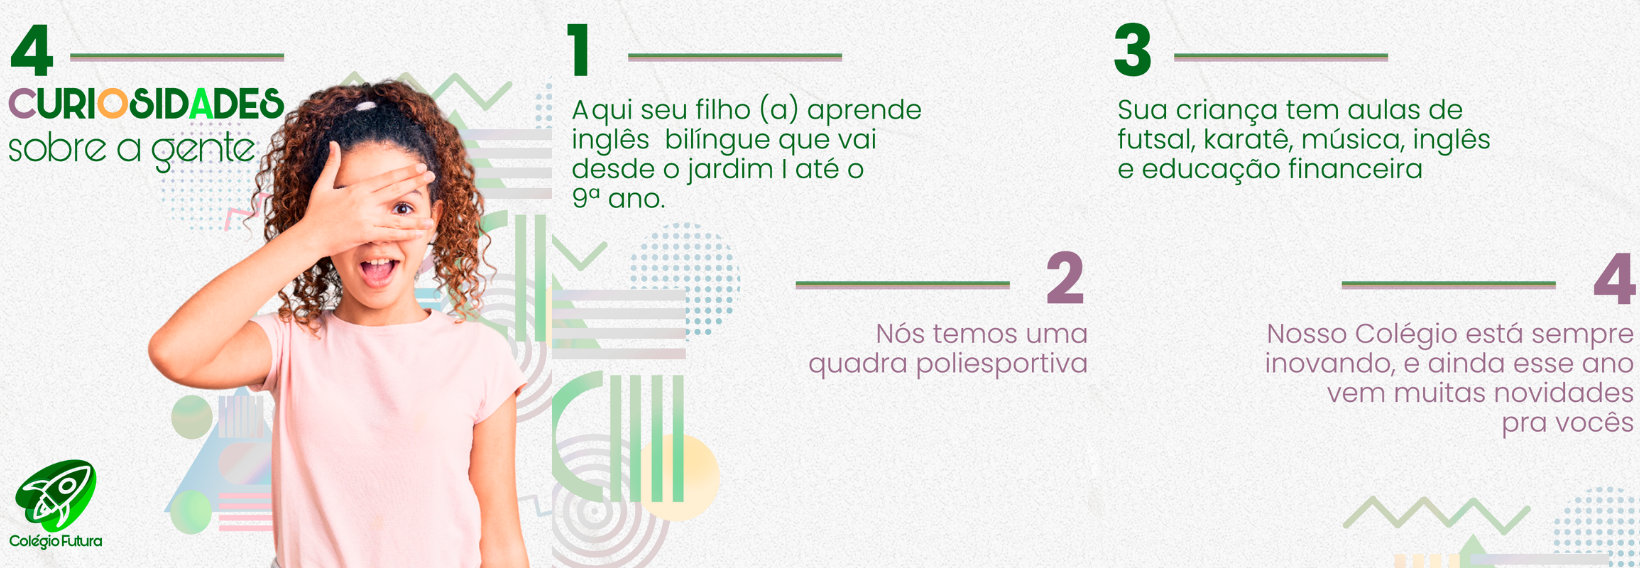 4
CURIOSIDADES
sobre a gente
Colégio Futura
1
Aqui seu filho (a) aprende
inglês bilíngue que vai
desde o jardim I até o
9ª ano.
2
Nós temos uma
quadra poliesportiva
3
Sua criança tem aulas de
futsal, karatê, música, inglês
e educação financeira
4
Nosso Colégio está sempre
inovando, e ainda esse ano
vem muitas novidades
pra vocês